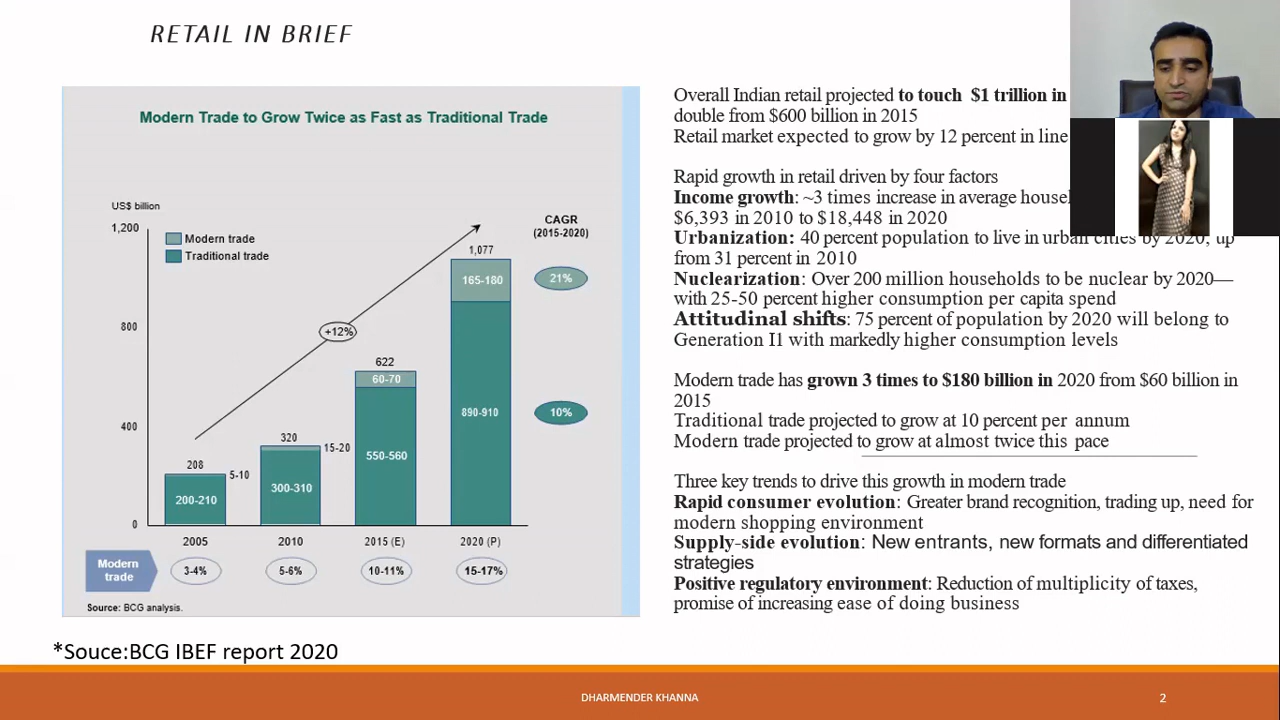 RETAIL IN BRIEF
Modern Trade to Grow Twice as Fast as Traditional Trade
US$ billion
1,200
800
400
0
Modern trade
Traditional trade
CAGR
(2015-2020)
21%
10%
+12%
208
5-10
200-210
320
15-20
300-310
622
60-70
550-560
1,077
165-180
890-910
2005
2010
2015 (E)
2020 (P)
Modern
trade
3-4%
5-6%
10-11%
15-17%
Source: BCG analysis.
Overall Indian retail projected to touch $1 trillion in
double from $600 billion in 2015
Retail market expected to grow by 12 percent in line
Rapid growth in retail driven by four factors
Income growth: ~3 times increase in average
$6,393 in 2010 to $18,448 in 2020
Urbanization: 40 percent population to live in urban cities by 2020, up
from 31 percent in 2010
Nuclearization: Over 200 million households to be nuclear by 2020—
with 25-50 percent higher consumption per capita spend
Attitudinal shifts: 75 percent of population by 2020 will belong to
Generation I1 with markedly higher consumption levels
Modern trade has grown 3 times to $180 billion in 2020 from $60 billion in
2015
Traditional trade projected to grow at 10 percent per annum
Modern trade projected to grow at almost twice this pace
Three key trends to drive this growth in modern trade
Rapid consumer evolution: Greater brand recognition, trading up, need for
modern shopping environment
Supply-side evolution: New entrants, new formats and differentiated
strategies
Positive regulatory environment: Reduction of multiplicity of taxes,
promise of increasing ease of doing business
*Souce:BCG IBEF report 2020
DHARMENDER KHANNA
2